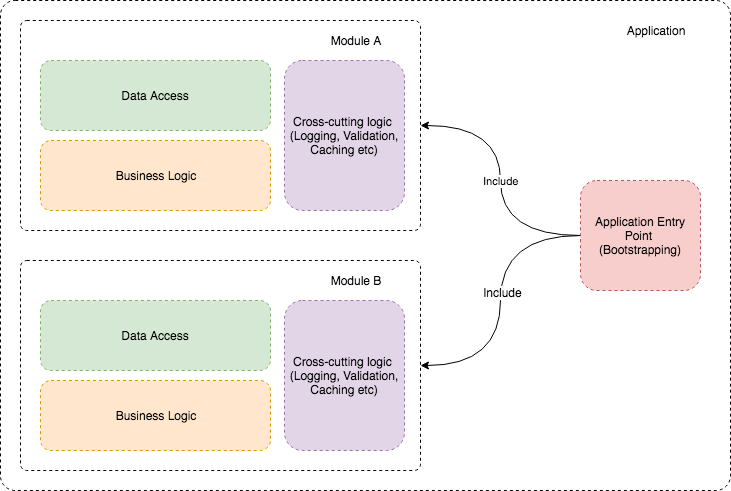 Application
Module A
Data Access
Business Logic
Cross-cutting logic
(Logging, Validation,
Caching etc)
Include
Application Entry
Point
(Bootstrapping)
Include
Module B
Data Access
Business Logic
Cross-cutting logic
(Logging, Validation,
Caching etc)